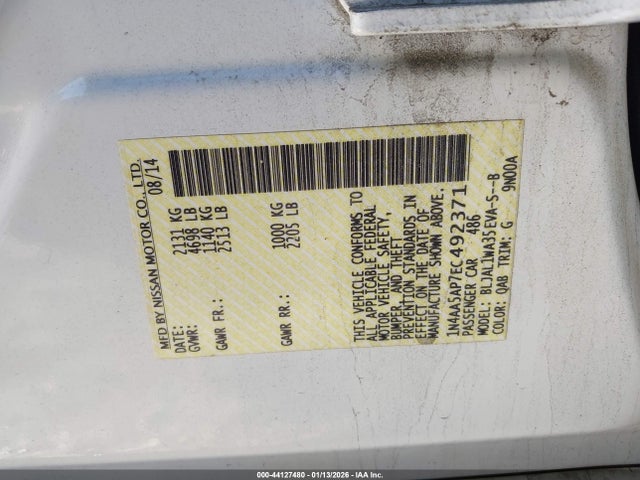 MFD BY NISSAN MOTOR CO., LTD.
DATE: 08/14
GVWR: 2131 KG
4698 LB
GAWR FR.: 1140 KG
2513 LB
GAWR RR.: 1000 KG
2205 LB
THIS VEHICLE CONFORMS TO
ALL APPLICABLE FEDERAL
MOTOR VEHICLE SAFETY,
BUMPER, AND THEFT
PREVENTION STANDARDS IN
EFFECT ON THE DATE OF
MANUFACTURE SHOWN ABOVE.
1N4AA5AP7EC492371
PASSENGER CAR 486
MODEL: BLJAL1WA35EVA-S--B
COLOR: QAB TRIM: G 9N00A
000-44127480 - 01/13/2026 - IAA Inc.